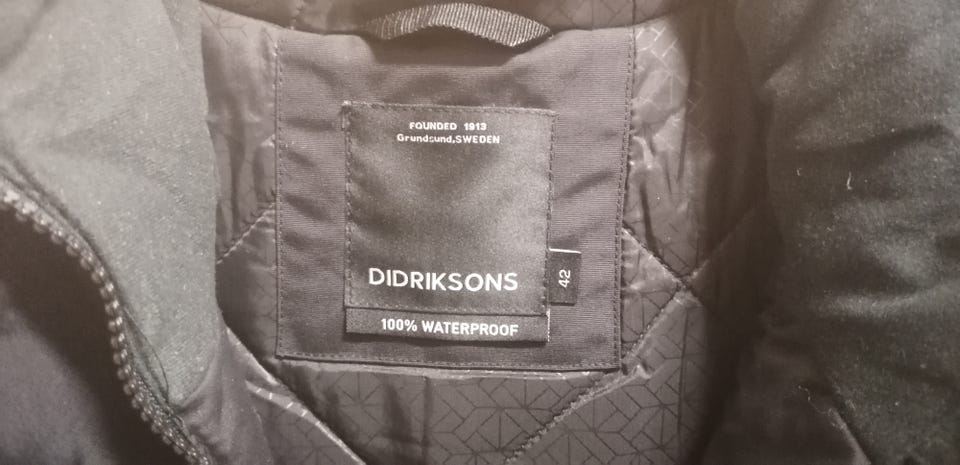 FOUNDED 1913
Grundsund,SWEDEN
DIDRIKSONS
42
100% WATERPROOF